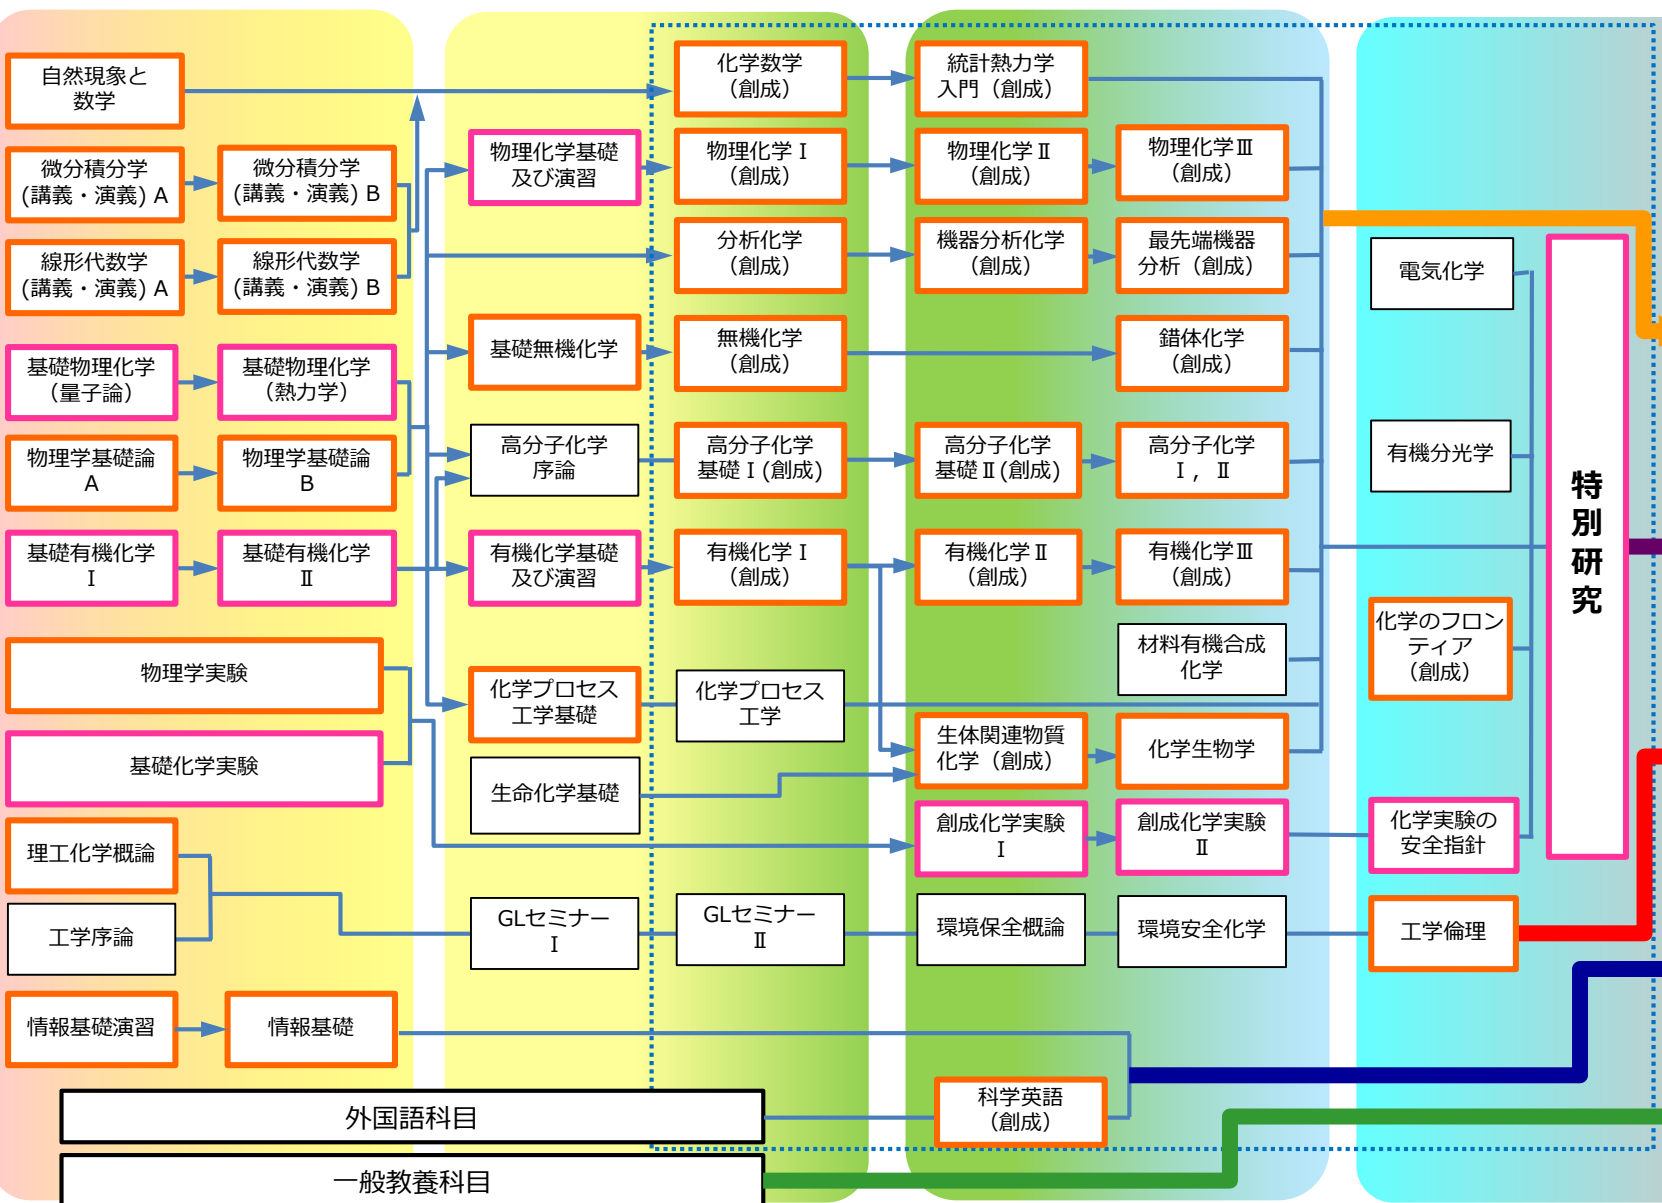 自然現象と
数学
化学数学
（創成）
統計熱力学
入門（創成）
微分積分学
(講義・演義) A
微分積分学
(講義・演義) B
物理化学基礎
及び演習
物理化学Ⅰ
（創成）
物理化学Ⅱ
（創成）
物理化学Ⅲ
（創成）
線形代数学
(講義・演義) A
線形代数学
(講義・演義) B
分析化学
（創成）
機器分析化学
（創成）
最先端機器
分析（創成）
電気化学
基礎物理化学
（量子論）
基礎物理化学
（熱力学）
基礎無機化学
無機化学
（創成）
錯体化学
（創成）
物理学基礎論
A
物理学基礎論
B
高分子化学
序論
高分子化学
基礎Ⅰ(創成)
高分子化学
基礎Ⅱ(創成)
高分子化学
Ⅰ，Ⅱ
有機分光学
特別研究
基礎有機化学
Ⅰ
基礎有機化学
Ⅱ
有機化学基礎
及び演習
有機化学Ⅰ
（創成）
有機化学Ⅱ
（創成）
有機化学Ⅲ
（創成）
化学のフロン
ティア
（創成）
物理学実験
化学プロセス
工学基礎
化学プロセス
工学
材料有機合成
化学
基礎化学実験
生命化学基礎
生体関連物質
化学（創成）
化学生物学
理工化学概論
創成化学実験
Ⅰ
創成化学実験
Ⅱ
化学実験の
安全指針
工学序論
GLセミナー
Ⅰ
GLセミナー
Ⅱ
環境保全概論
環境安全化学
工学倫理
情報基礎演習
情報基礎
外国語科目
科学英語
（創成）
一般教養科目